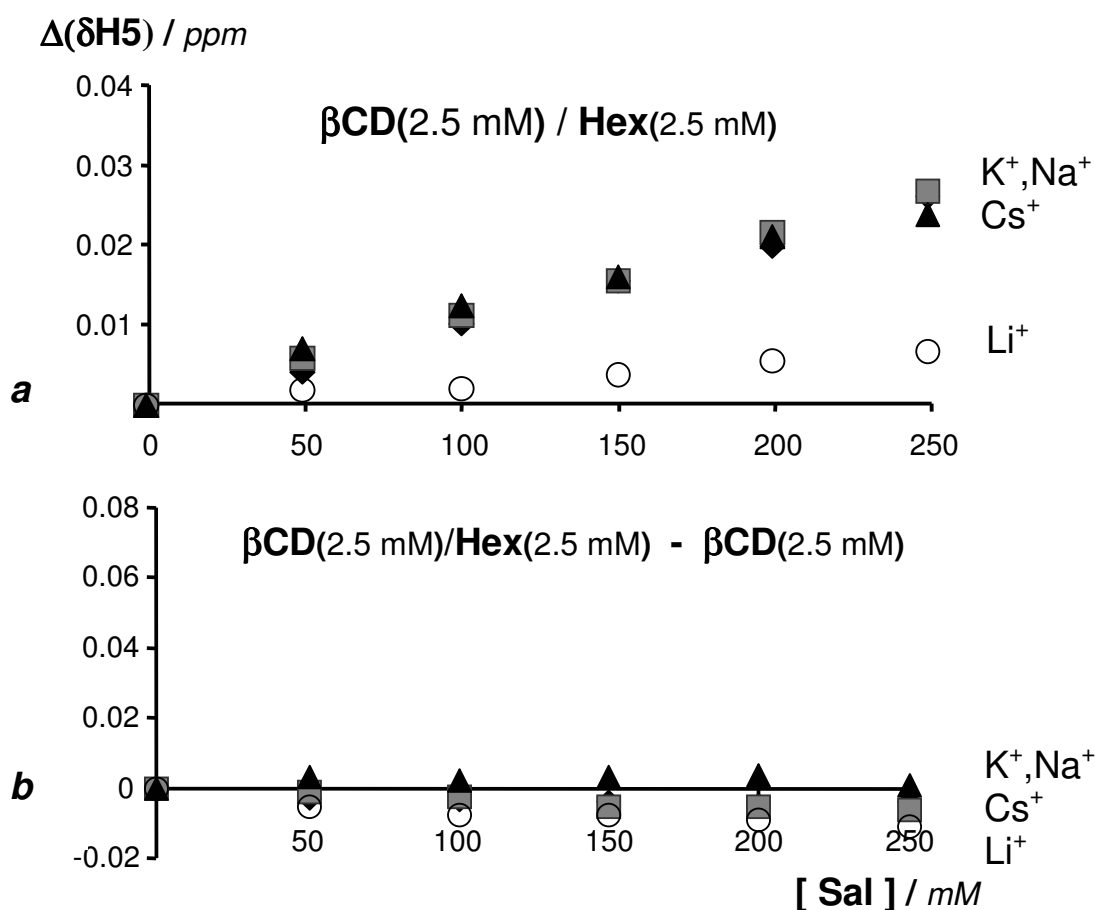 Δ(δH5) / ppm
0.04
βCD(2.5 mM) / Hex(2.5 mM)
0.03
K⁺,Na⁺
Cs⁺
0.02
0.01
Li⁺
a
0 50 100 150 200 250
0.08
βCD(2.5 mM)/Hex(2.5 mM) - βCD(2.5 mM)
0.06
0.04
0.02
K⁺,Na⁺
b
0
Cs⁺
50 100 150 200 250
Li⁺
-0.02
[ Sal ] / mM